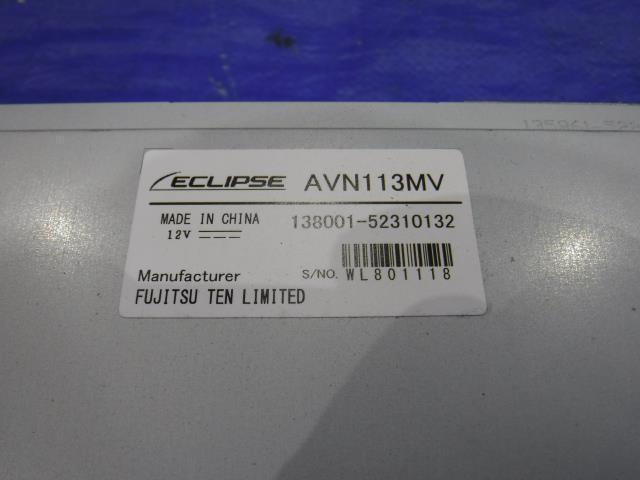 ECLIPSE AVN113MV
MADE IN CHINA 138001-52310132
12V
S/NO. WL801118
Manufacturer
FUJITSU TEN LIMITED